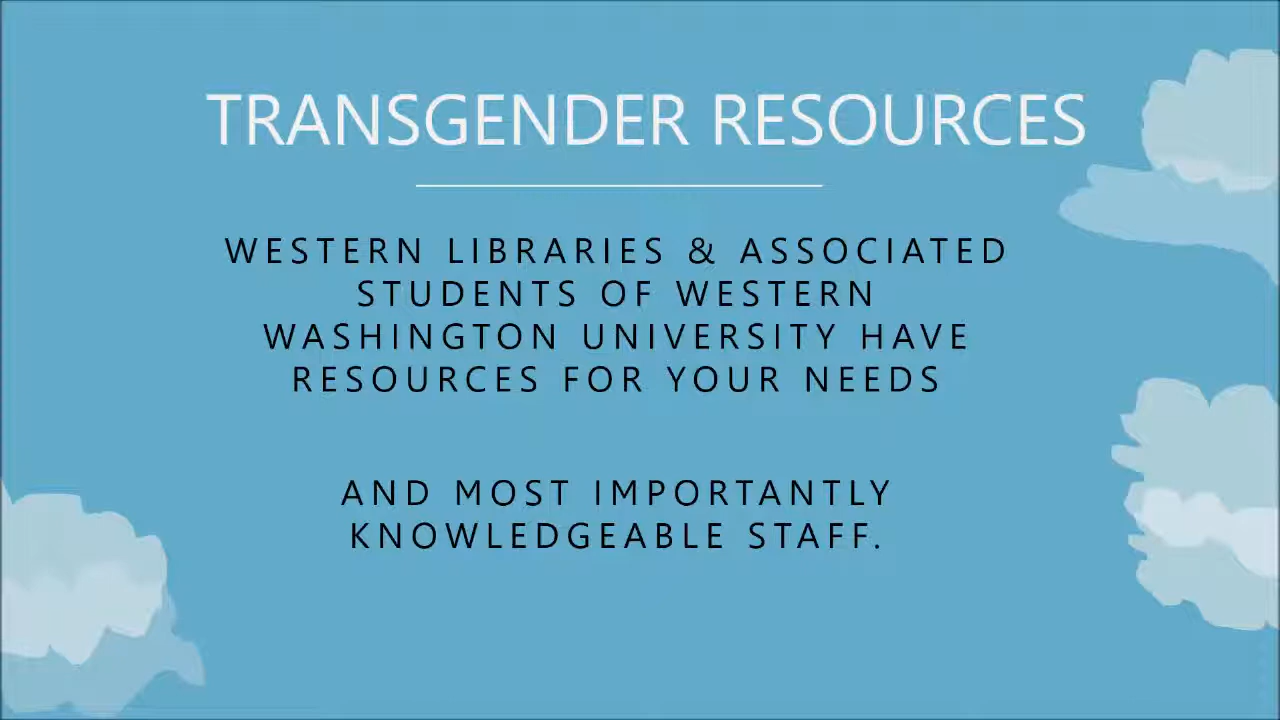 TRANSGENDER RESOURCES
WESTERN LIBRARIES & ASSOCIATED
STUDENTS OF WESTERN
WASHINGTON UNIVERSITY HAVE
RESOURCES FOR YOUR NEEDS
AND MOST IMPORTANTLY
KNOWLEDGEABLE STAFF.